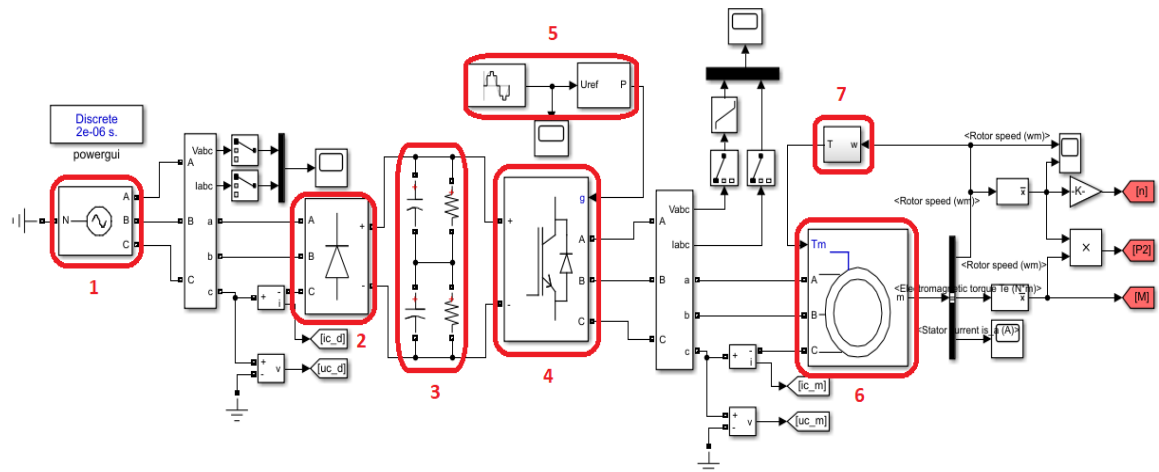 5
Uref P
7
Discrete
2e-06 s.
powergui
<Rotor speed (wm)>
T w
Vabc
A
Iabc
g
1
A
N B
C
B a
b
C c
A +
B
C -
2
3
+ A
- B
C
4
Vabc
A Iabc
B a
b
C c
Tm
A
B m
C
6
<Rotor speed (wm)>
x
-K-
[n]
<Rotor speed (wm)>
×
[P2]
<Electromagnetic torque Te (N*m)>
x
[M]
<Stator current is_a (A)>
+
- i
[ic_d]
+
- v
[uc_d]
+
- i
[ic_m]
+
- v
[uc_m]